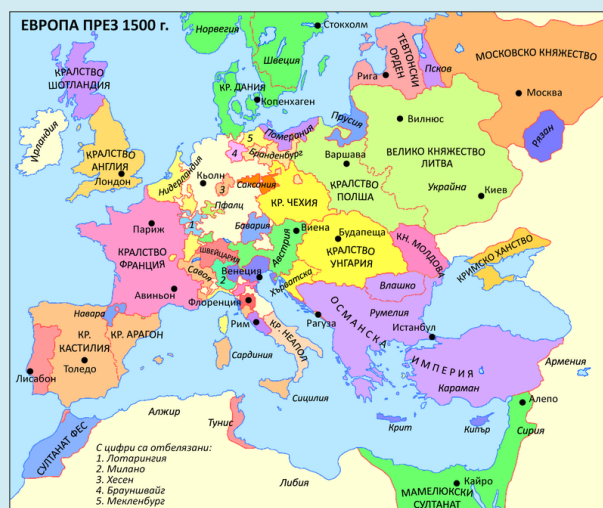 ЕВРОПА ПРЕЗ 1500 г.
Норвегия
Стокхолм
Швеция
КРАЛСТВО
ШОТЛАНДИЯ
ТЕВТОНСКИ
ОРДЕН
Псков
МОСКОВСКО КНЯЖЕСТВО
Рига
КР. ДАНИЯ
Копенхаген
Москва
Ирландия
Прусия
Вилнюс
Рязан
5
Померания
4
Бранденбург
КРАЛСТВО
АНГЛИЯ
Лондон
Нидерландия
Варшава
ВЕЛИКО КНЯЖЕСТВО
ЛИТВА
Кьолн
3
Саксония
КРАЛСТВО
ПОЛША
Украйна
Киев
Пфалц
КР. ЧЕХИЯ
Париж
1
Бавария
Виена
Австрия
Будапеща
КРАЛСТВО
УНГАРИЯ
КН. МОЛДОВА
КРАЛСТВО
ФРАНЦИЯ
ШВЕЙЦАРИЯ
КРИМСКО ХАНСТВО
Савоя
2
Венеция
Хърватска
Авиньон
Влашко
Флоренция
Румелия
Навара
КР.
КАСТИЛИЯ
КР. АРАГОН
Рим
Рагуза
ОСМАНСКА
ИМПЕРИЯ
Истанбул
КР. НЕАПОЛ
Толедо
Лисабон
Сардиния
Караман
Армения
Сицилия
Алжир
Тунис
Крит
Кипър
Алепо
Сирия
СУЛТАНАТ ФЕС
С цифри са отбелязани:
1. Лотарингия
2. Милано
3. Хесен
4. Брауншвайг
5. Мекленбург
Либия
Кайро
МАМЕЛЮКСКИ
СУЛТАНАТ